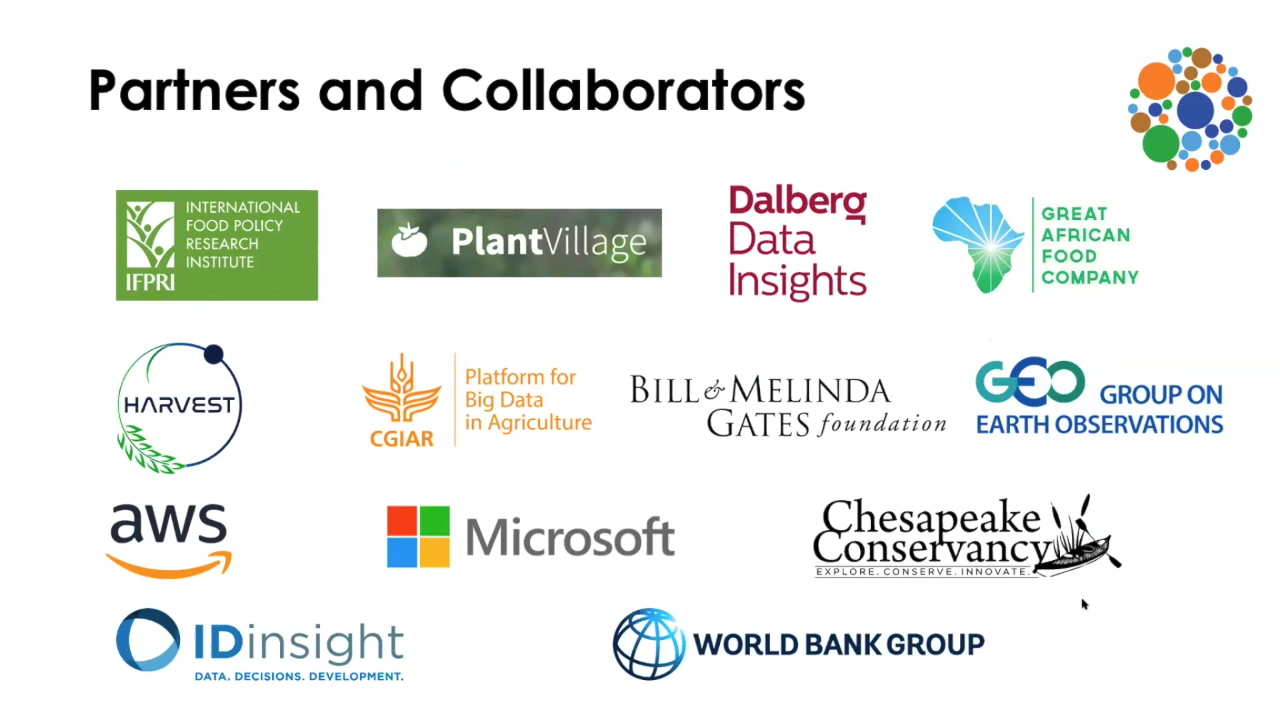 Partners and Collaborators
INTERNATIONAL
FOOD POLICY
RESEARCH
INSTITUTE
IFPRI
PlantVillage
Dalberg
Data
Insights
GREAT
AFRICAN
FOOD
COMPANY
HARVEST
CGIAR
Platform for
Big Data
in Agriculture
BILL & MELINDA
GATES foundation
GEO GROUP ON
EARTH OBSERVATIONS
aws
Microsoft
Chesapeake
Conservancy
EXPLORE. CONSERVE. INNOVATE.
IDinsight
DATA. DECISIONS. DEVELOPMENT.
WORLD BANK GROUP